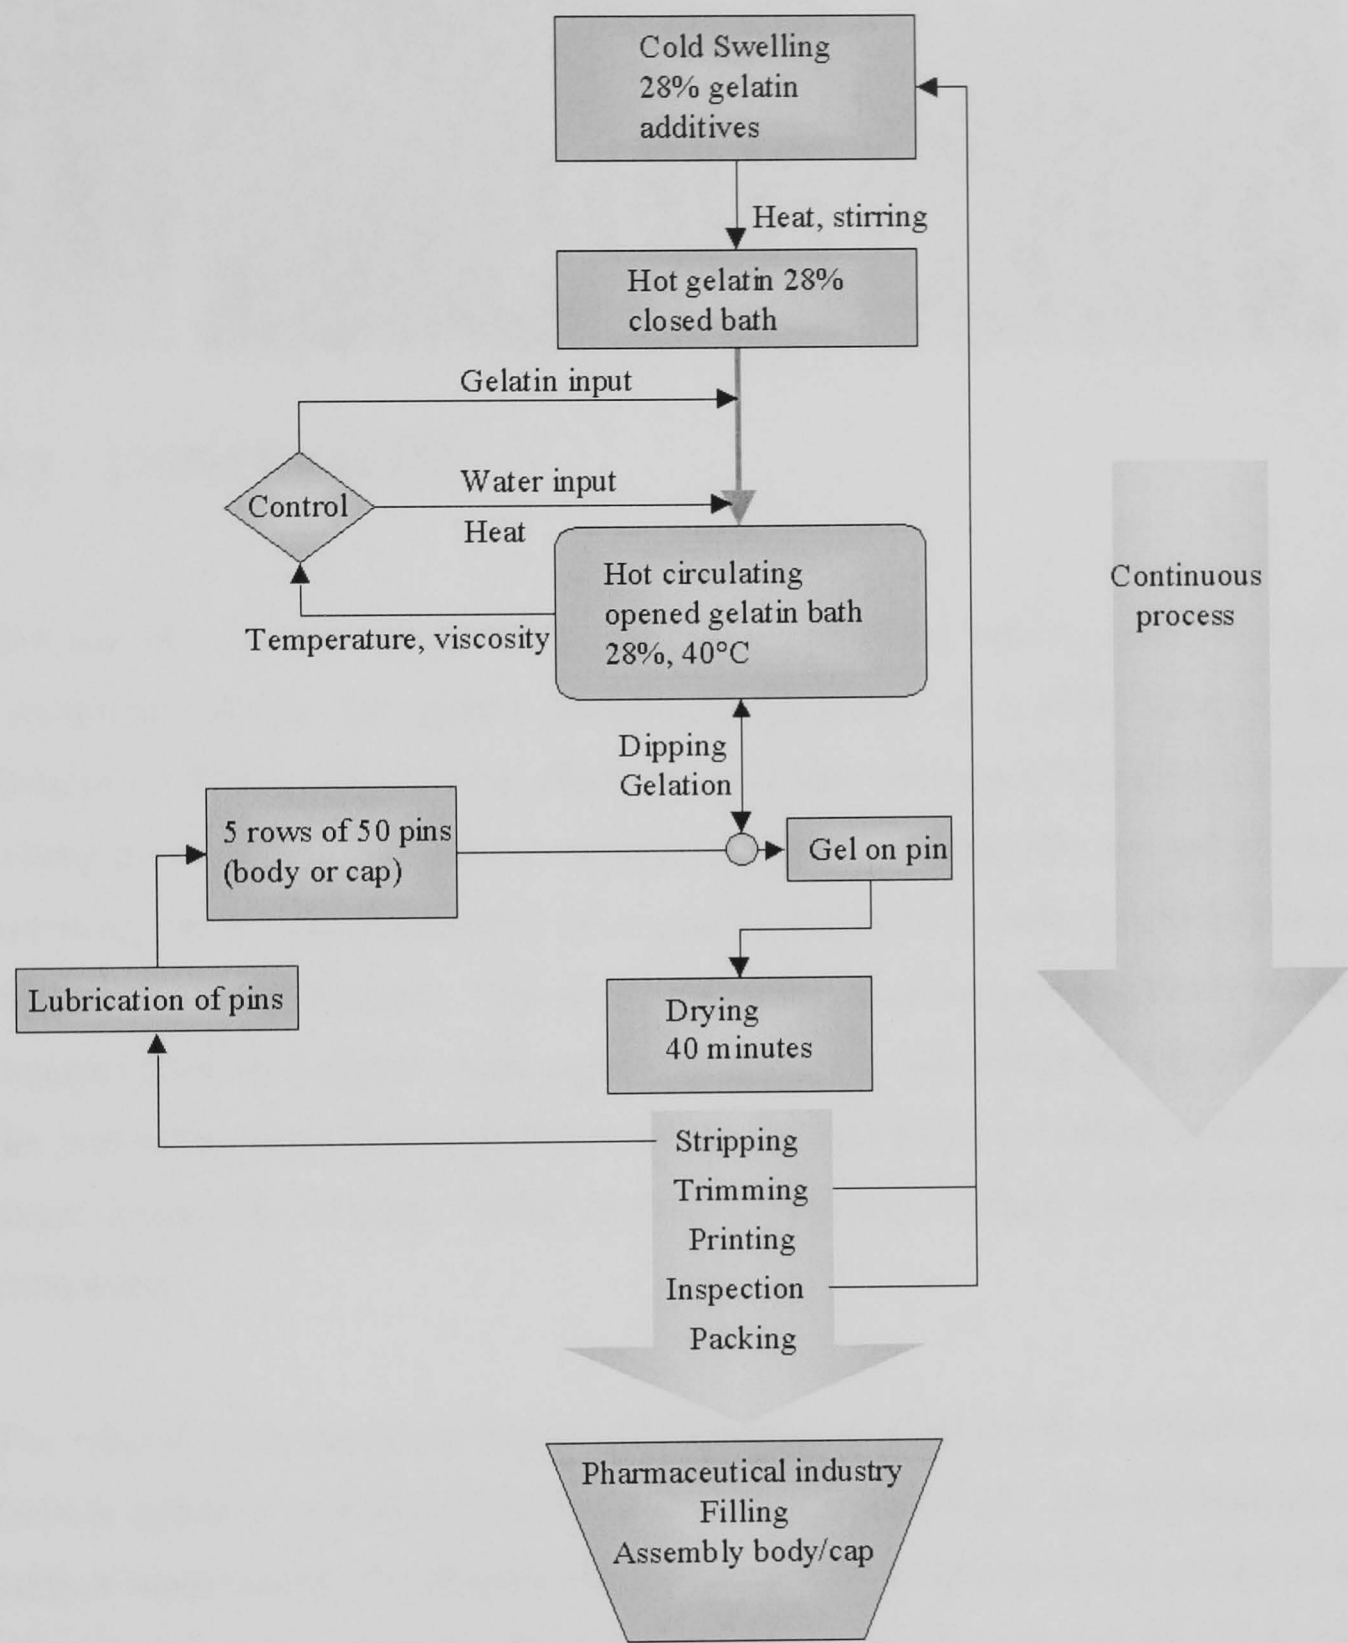 Cold Swelling
28% gelatin
additives
Heat, stirring
Hot gelatin 28%
closed bath
Gelatin input
Control
Water input
Heat
Hot circulating
opened gelatin bath
28%, 40°C
Temperature, viscosity
Continuous
process
Dipping
Gelation
5 rows of 50 pins
(body or cap)
Gel on pin
Lubrication of pins
Drying
40 minutes
Stripping
Trimming
Printing
Inspection
Packing
Pharmaceutical industry
Filling
Assembly body/cap